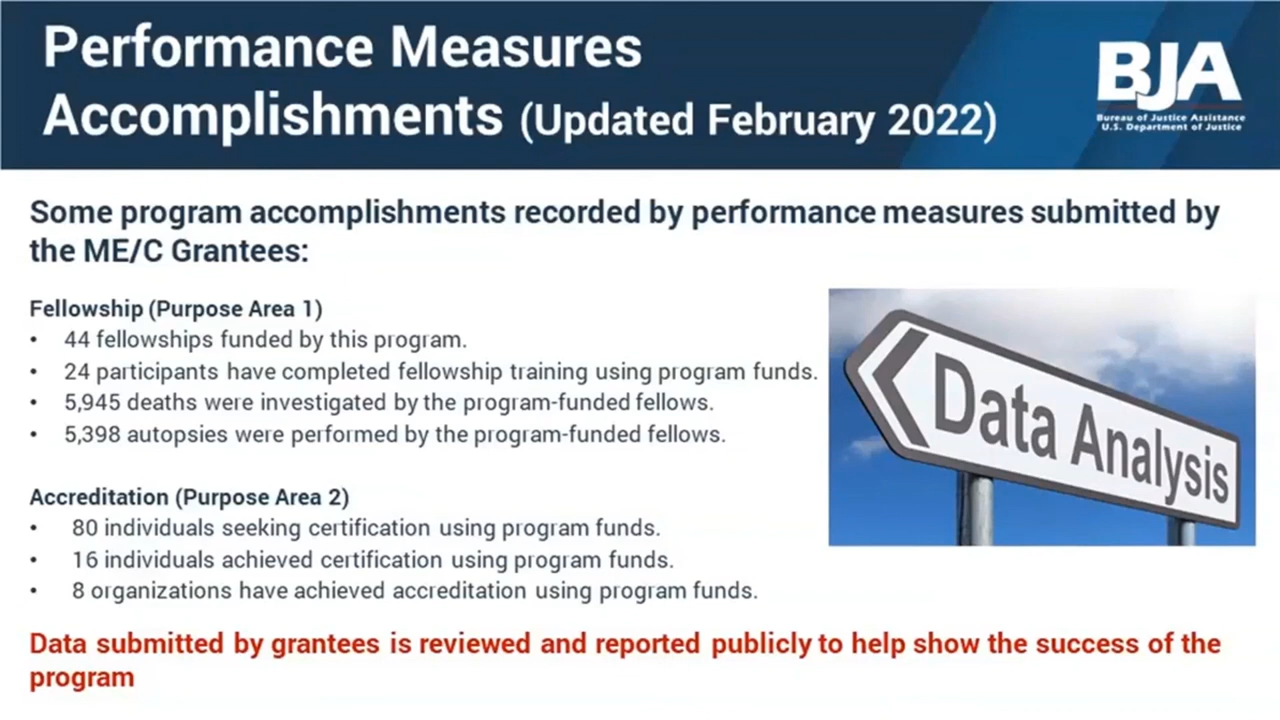 Performance Measures
Accomplishments (Updated February 2022)
BJA
Bureau of Justice Assistance
U.S. Department of Justice
Some program accomplishments recorded by performance measures submitted by
the ME/C Grantees:
Fellowship (Purpose Area 1)
• 44 fellowships funded by this program.
• 24 participants have completed fellowship training using program funds.
• 5,945 deaths were investigated by the program-funded fellows.
• 5,398 autopsies were performed by the program-funded fellows.
Data Analysis
Accreditation (Purpose Area 2)
• 80 individuals seeking certification using program funds.
• 16 individuals achieved certification using program funds.
• 8 organizations have achieved accreditation using program funds.
Data submitted by grantees is reviewed and reported publicly to help show the success of the
program